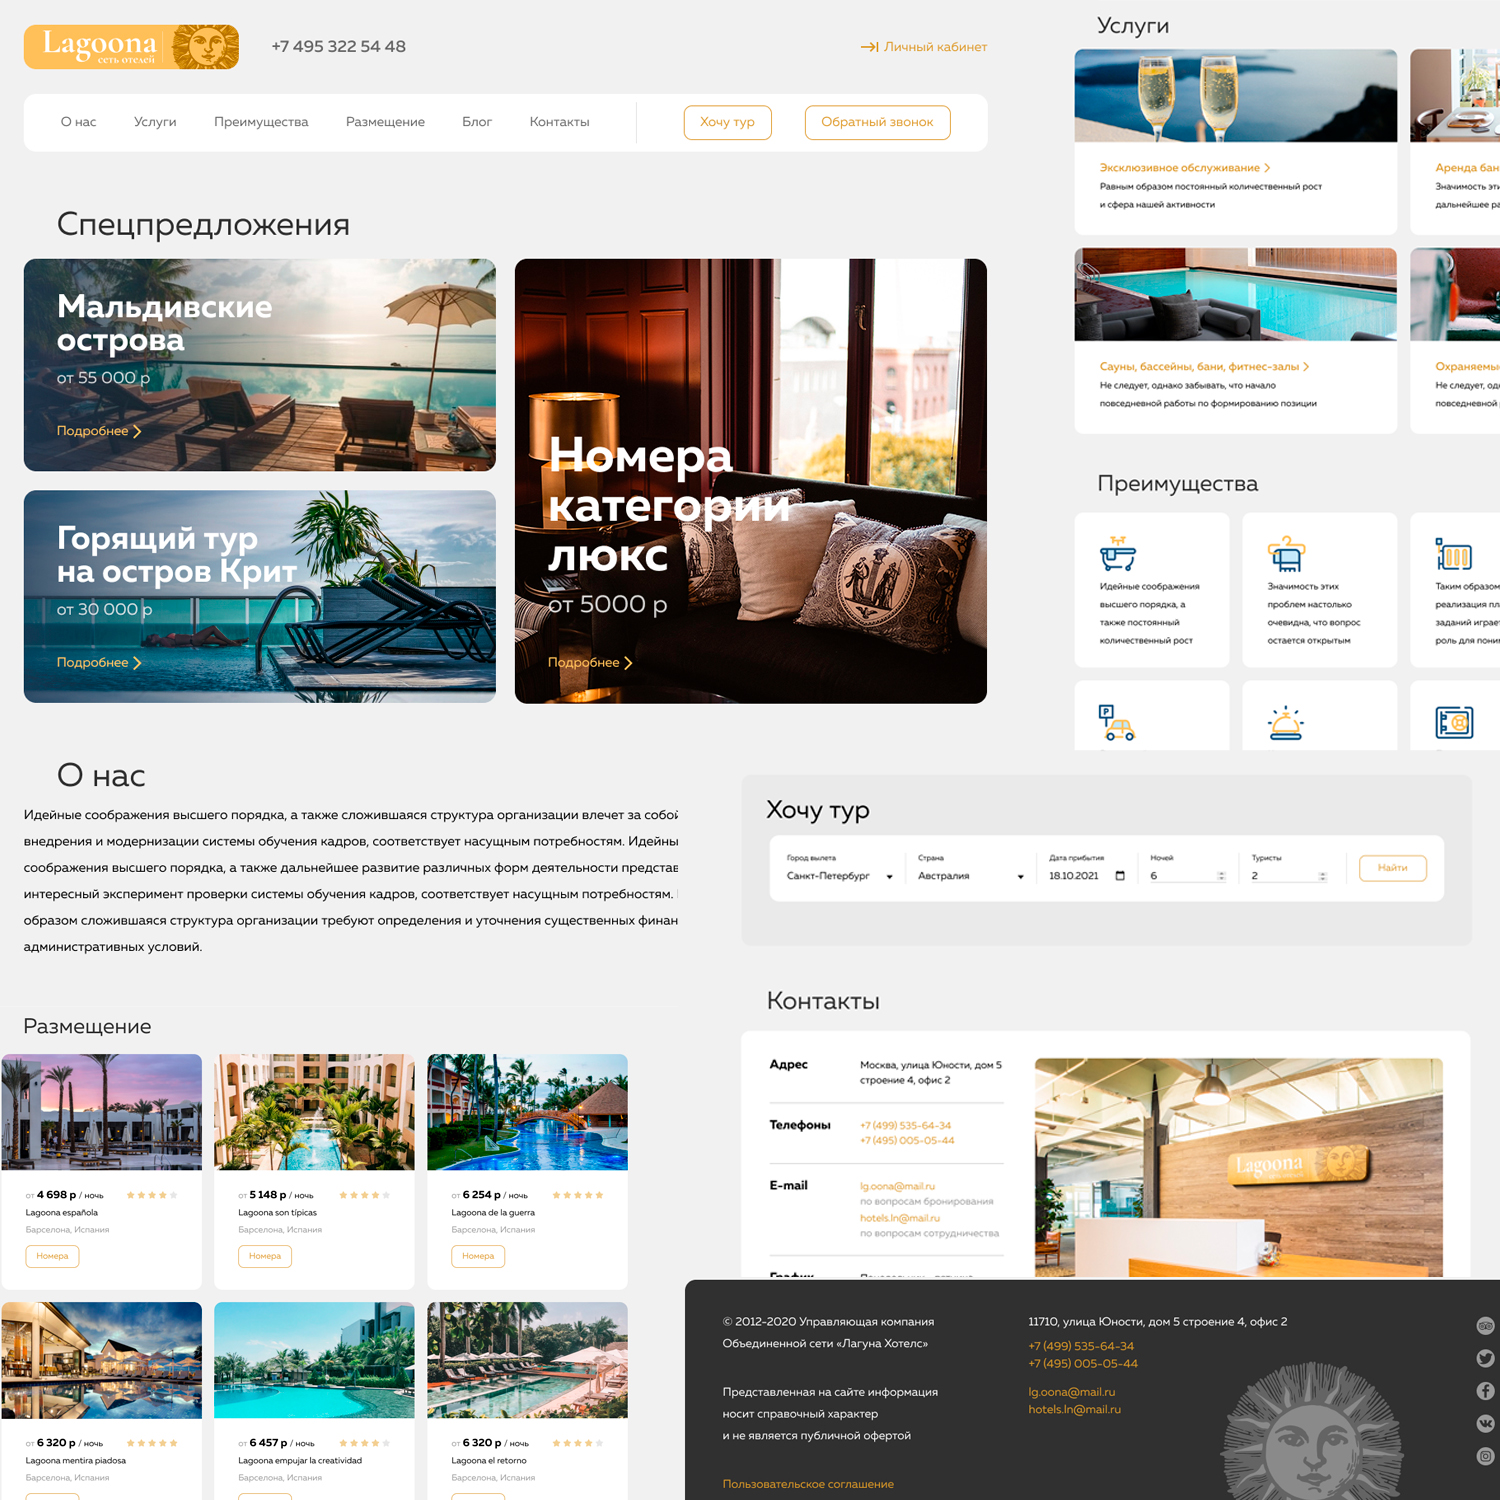 Lagoona
сеть отелей
+7 495 322 54 48
Личный кабинет
О нас
Услуги
Преимущества
Размещение
Блог
Контакты
Хочу тур
Обратный звонок
Спецпредложения
Мальдивские
острова
от 55 000 р
Подробнее
Горящий тур
на остров Крит
от 30 000 р
Подробнее
Номера
категории
люкс
от 5000 р
Подробнее
Услуги
Эксклюзивное обслуживание
Равным образом постоянный количественный рост
и сфера нашей активности
Аренда бан
Значимость эти
дальнейшее ра
Сауны, бассейны, бани, фитнес-залы
Не следует, однако забывать, что начало
повседневной работы по формированию позиции
Охраняемы
Не следует, од
повседневной
Преимущества
Идейные соображения
высшего порядка, а
также постоянный
количественный рост
Значимость этих
проблем настолько
очевидна, что вопрос
остается открытым
Таким образом
реализация пл
заданий играе
роль для пони
P
О нас
Идейные соображения высшего порядка, а также сложившаяся структура организации влечет за собой
внедрения и модернизации системы обучения кадров, соответствует насущным потребностям. Идейны
соображения высшего порядка, а также дальнейшее развитие различных форм деятельности представ
интересный эксперимент проверки системы обучения кадров, соответствует насущным потребностям.
образом сложившаяся структура организации требуют определения и уточнения существенных финан
административных условий.
Хочу тур
Город вылета
Санкт-Петербург
Страна
Австралия
Дата прибытия
18.10.2021
Ночей
6
Туристы
2
Найти
Размещение
от 4 698 р / ночь
Lagoona española
Барселона, Испания
Номера
от 5 148 р / ночь
Lagoona son típicas
Барселона, Испания
Номера
от 6 254 р / ночь
Lagoona de la guerra
Барселона, Испания
Номера
от 6 320 р / ночь
Lagoona mentira piadosa
Барселона, Испания
от 6 457 р / ночь
Lagoona empujar la creatividad
Барселона, Испания
от 6 320 р / ночь
Lagoona el retorno
Барселона, Испания
Контакты
Адрес
Москва, улица Юности, дом 5
строение 4, офис 2
Телефоны
+7 (499) 535-64-34
+7 (495) 005-05-44
E-mail
lg.oona@mail.ru
по вопросам бронирования
hotels.ln@mail.ru
по вопросам сотрудничества
График
Lagoona
© 2012-2020 Управляющая компания
Объединенной сети «Лагуна Хотелс»
Представленная на сайте информация
носит справочный характер
и не является публичной офертой
Пользовательское соглашение
11710, улица Юности, дом 5 строение 4, офис 2
+7 (499) 535-64-34
+7 (495) 005-05-44
lg.oona@mail.ru
hotels.ln@mail.ru